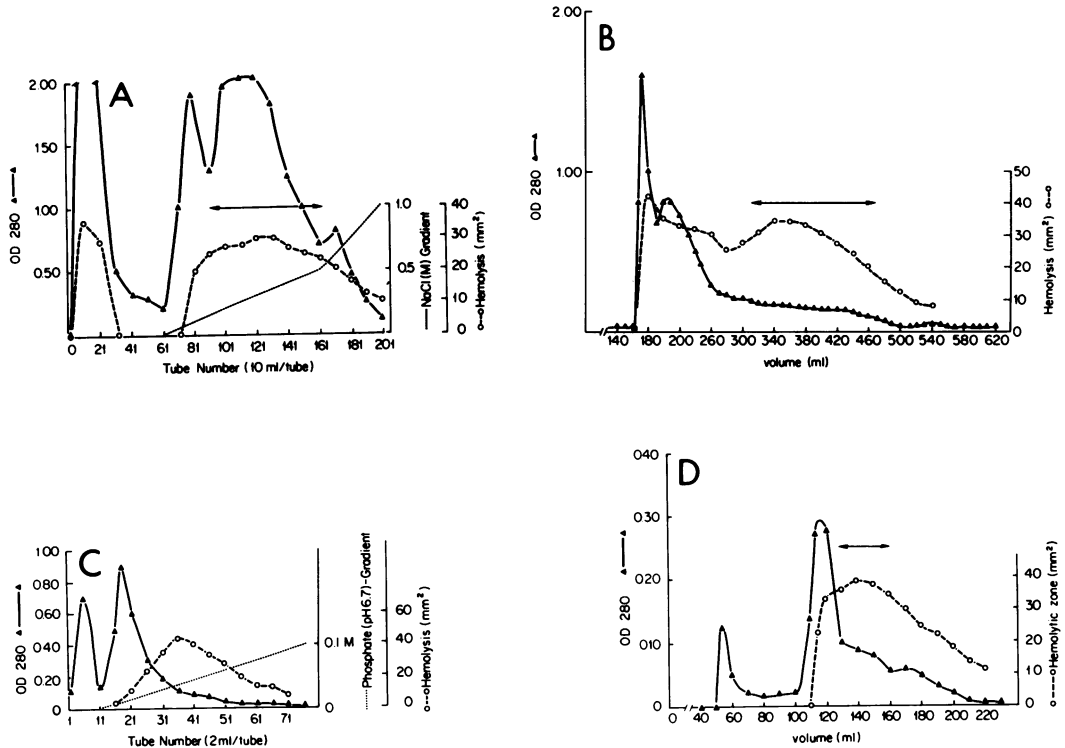 A
OD 280
2.00
1.50
1.00
0.50
0
0 21 41 61 81 101 121 141 161 181 201
Tube Number (10 ml/tube)
1.0
0.5
0
NaCl(M) Gradient
40
30
20
10
0
Hemolysis (mm²)
B
OD 280
2.00
1.00
140 180 200 260 300 340 380 420 460 500 540 580 620
volume (ml)
50
40
30
20
10
0
Hemolysis (mm²)
C
OD 280
1.00
0.80
0.60
0.40
0.20
0
1 11 21 31 41 51 61 71
Tube Number (2ml/tube)
0.1 M
0
Phosphate (pH6.7)-Gradient
60
40
20
0
Hemolysis (mm²)
D
OD 280
0.40
0.30
0.20
0.10
0
0 40 60 80 100 120 140 160 180 200 220
volume (ml)
40
30
20
10
0
Hemolytic zone (mm²)